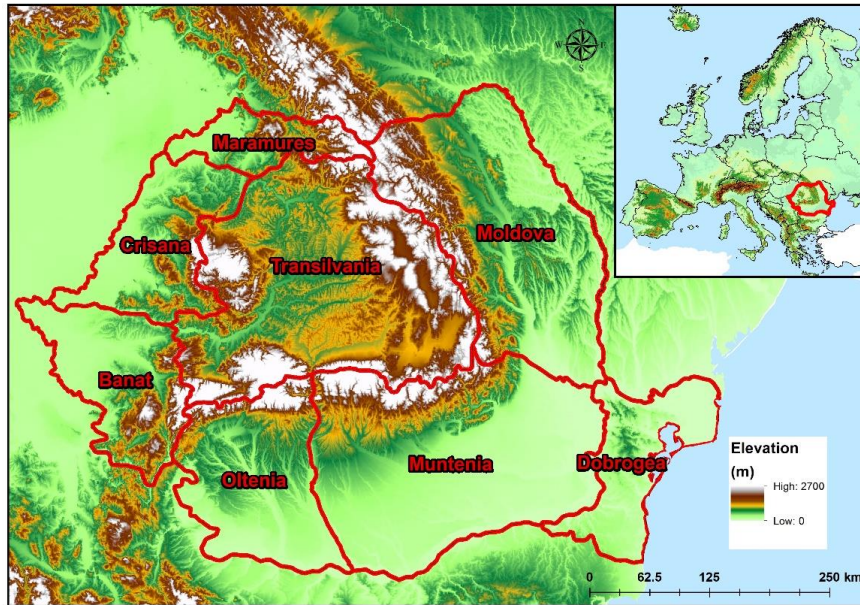 N
W E
S
Maramures
Crisana
Transilvania
Moldova
Banat
Oltenia
Muntenia
Dobrogea
Elevation
(m)
High: 2700
Low: 0
0 62.5 125 250 km